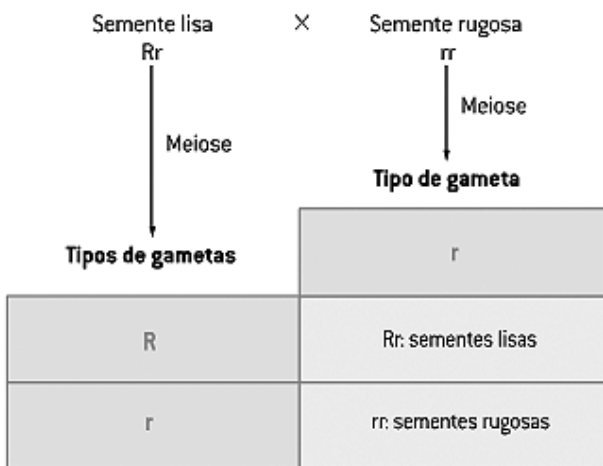 Semente lisa × Semente rugosa
Rr rr
Meiose
Meiose
Tipo de gameta
Tipos de gametas
r
R
Rr: sementes lisas
r
rr: sementes rugosas